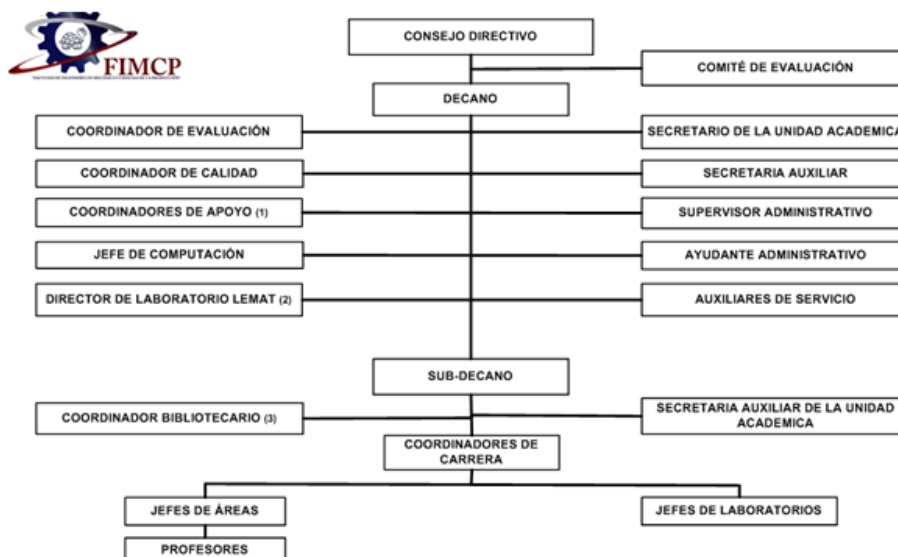 CONSEJO DIRECTIVO
FIMCP
COMITÉ DE EVALUACIÓN
DECANO
COORDINADOR DE EVALUACIÓN
SECRETARIO DE LA UNIDAD ACADEMICA
COORDINADOR DE CALIDAD
SECRETARIA AUXILIAR
COORDINADORES DE APOYO (1)
SUPERVISOR ADMINISTRATIVO
JEFE DE COMPUTACIÓN
AYUDANTE ADMINISTRATIVO
DIRECTOR DE LABORATORIO LEMAT (2)
AUXILIARES DE SERVICIO
SUB-DECANO
COORDINADOR BIBLIOTECARIO (3)
SECRETARIA AUXILIAR DE LA UNIDAD
ACADEMICA
COORDINADORES DE
CARRERA
JEFES DE ÁREAS
JEFES DE LABORATORIOS
PROFESORES